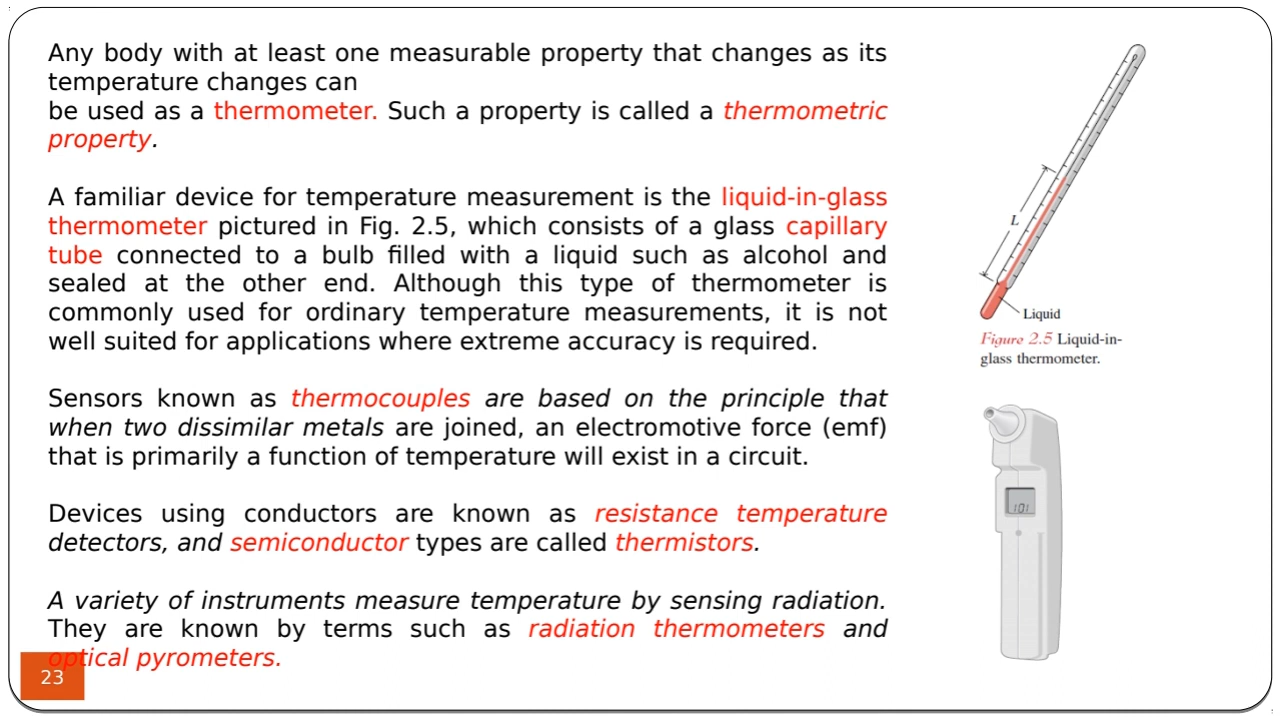 Any body with at least one measurable property that changes as its
temperature changes can
be used as a thermometer. Such a property is called a thermometric
property.
A familiar device for temperature measurement is the liquid-in-glass
thermometer pictured in Fig. 2.5, which consists of a glass capillary
tube connected to a bulb filled with a liquid such as alcohol and
sealed at the other end. Although this type of thermometer is
commonly used for ordinary temperature measurements, it is not
well suited for applications where extreme accuracy is required.
Sensors known as thermocouples are based on the principle that
when two dissimilar metals are joined, an electromotive force (emf)
that is primarily a function of temperature will exist in a circuit.
Devices using conductors are known as resistance temperature
detectors, and semiconductor types are called thermistors.
A variety of instruments measure temperature by sensing radiation.
They are known by terms such as radiation thermometers and
optical pyrometers.
23
L
Liquid
Figure 2.5 Liquid-in-
glass thermometer.
101